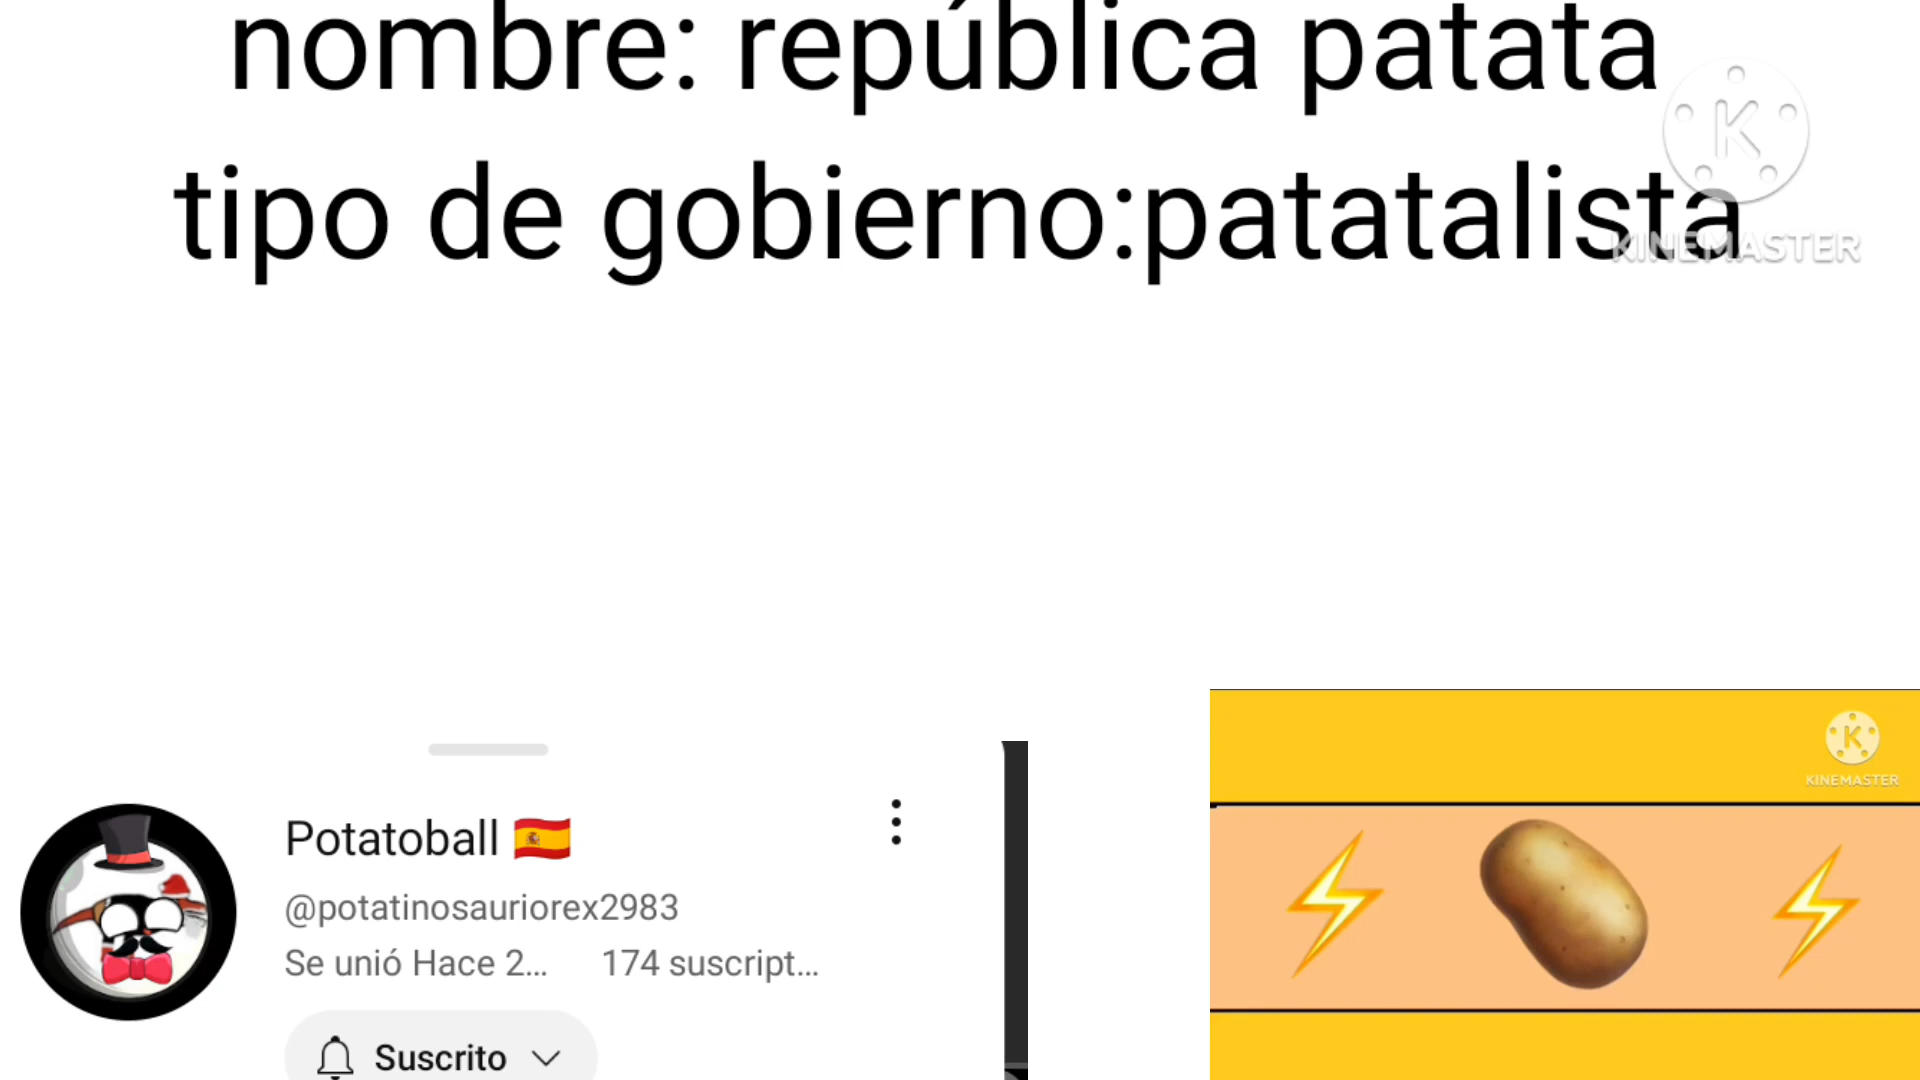 nombre: república patata
tipo de gobierno:patatalista
K
KINEMASTER
Potatoball
@potatinosauriorex2983
Se unió Hace 2... 174 suscript...
Suscrito
K
KINEMASTER